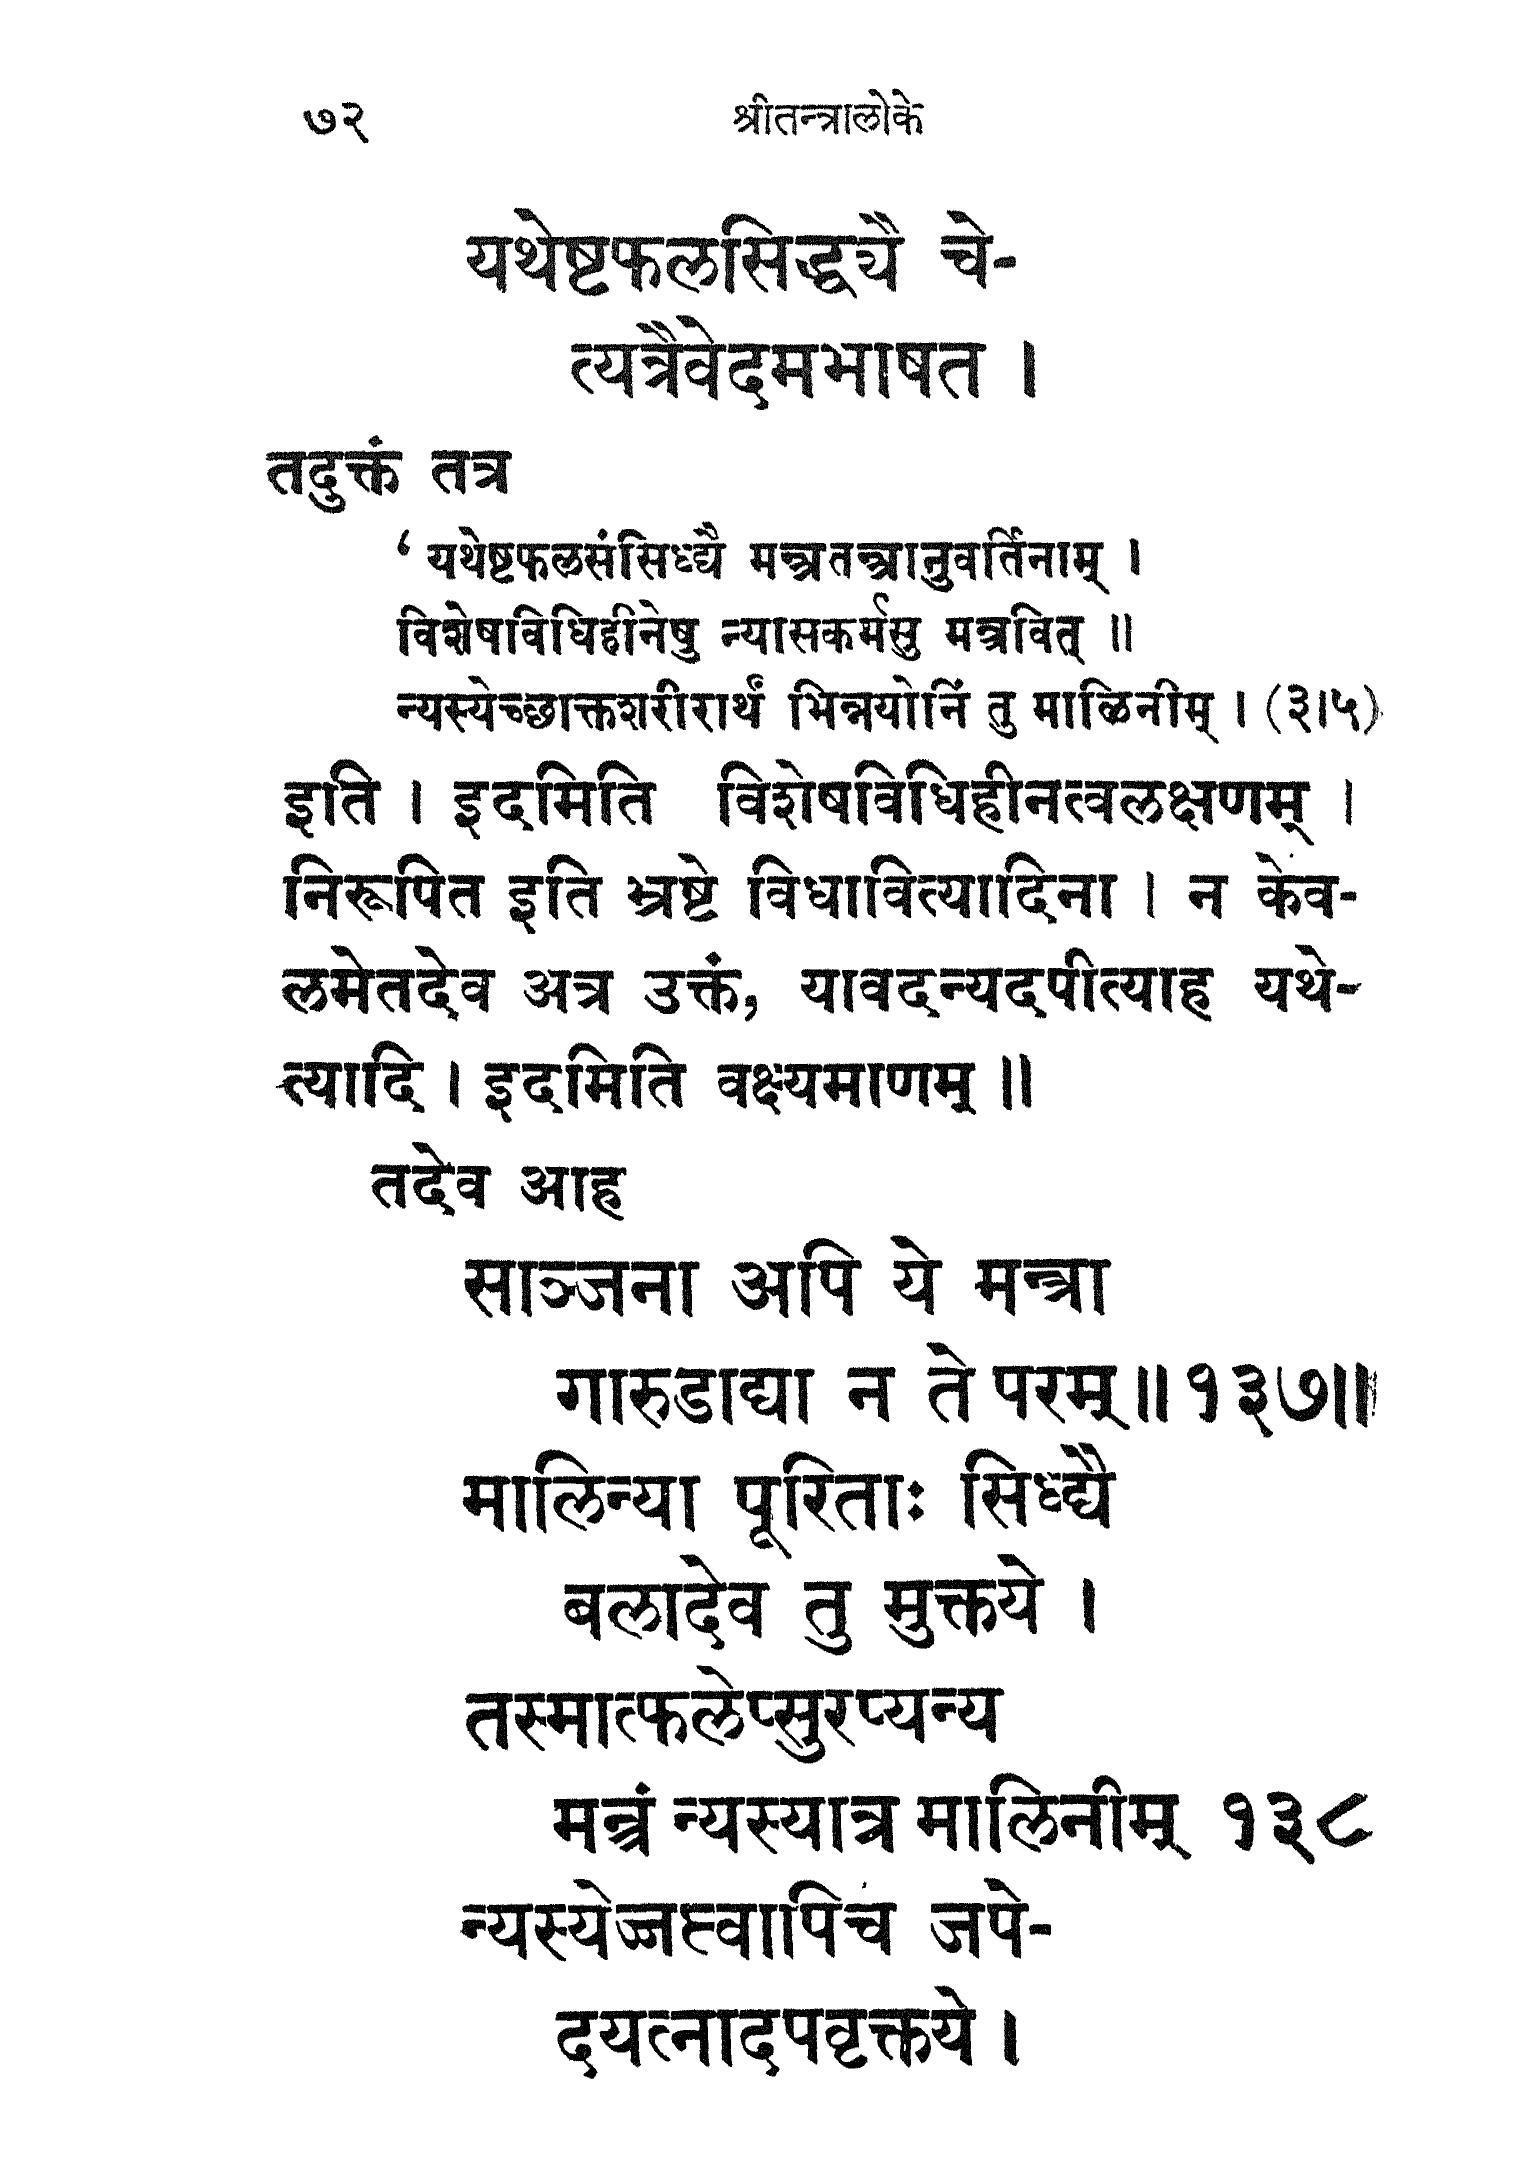 ७२ श्रीतन्त्रालोके
यथेष्टफलसिद्ध्यै चे-
त्यत्रैवेदमभाषत ।
तदुक्तं तत्र
‘ यथेष्टफलसंसिध्द्यै मन्त्रतन्त्रानुवर्तिनाम् ।
विशेषविधिहीनेषु न्यासकर्मसु मन्त्रवित् ॥
न्यस्येच्छाक्तशरीरार्थं भिन्नयोनिं तु मालिनीम् । (३।५)
इति । इदमिति विशेषविधिहीनत्वलक्षणम् ।
निरूपित इति भ्रष्टे विधावित्यादिना । न केव-
लमेतदेव अत्र उक्तं, यावदन्यदपीत्याह यथे-
त्यादि । इदमिति वक्ष्यमाणम् ॥
तदेव आह
साञ्जना अपि ये मन्त्रा
गारुडाद्या न ते परम् ॥ १३७॥
मालिन्या पूरिताः सिध्द्यै
बलादेव तु मुक्तये ।
तस्मात्फलेप्सुरप्यन्य
मन्त्रं न्यस्यात्र मालिनीम् १३८
न्यस्येज्जह्वापिच जपे-
दयत्नादपवृक्तये ।